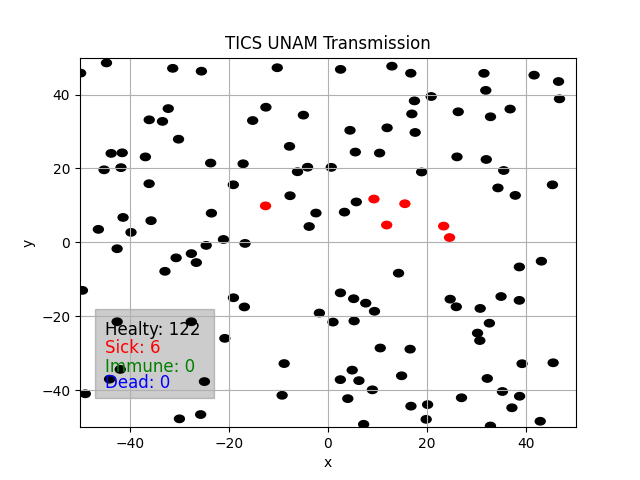 TICS UNAM Transmission
y
40
20
0
−20
−40
Healty: 122
Sick: 6
Immune: 0
Dead: 0
−40
−20
0
20
40
x